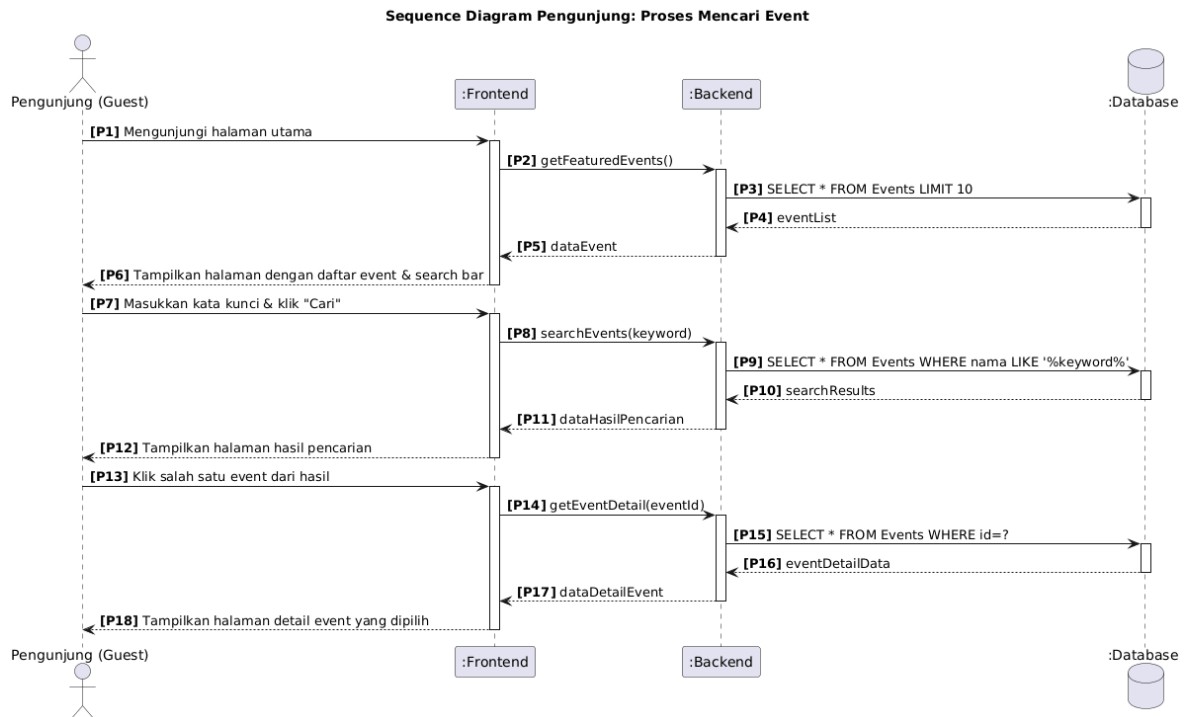 Sequence Diagram Pengunjung: Proses Mencari Event
Pengunjung (Guest)
:Frontend
:Backend
:Database
[P1] Mengunjungi halaman utama
[P2] getFeaturedEvents()
[P3] SELECT * FROM Events LIMIT 10
[P4] eventList
[P5] dataEvent
[P6] Tampilkan halaman dengan daftar event & search bar
[P7] Masukkan kata kunci & klik "Cari"
[P8] searchEvents(keyword)
[P9] SELECT * FROM Events WHERE nama LIKE '%keyword%'
[P10] searchResults
[P11] dataHasilPencarian
[P12] Tampilkan halaman hasil pencarian
[P13] Klik salah satu event dari hasil
[P14] getEventDetail(eventId)
[P15] SELECT * FROM Events WHERE id=?
[P16] eventDetailData
[P17] dataDetailEvent
[P18] Tampilkan halaman detail event yang dipilih
Pengunjung (Guest)
:Frontend
:Backend
:Database